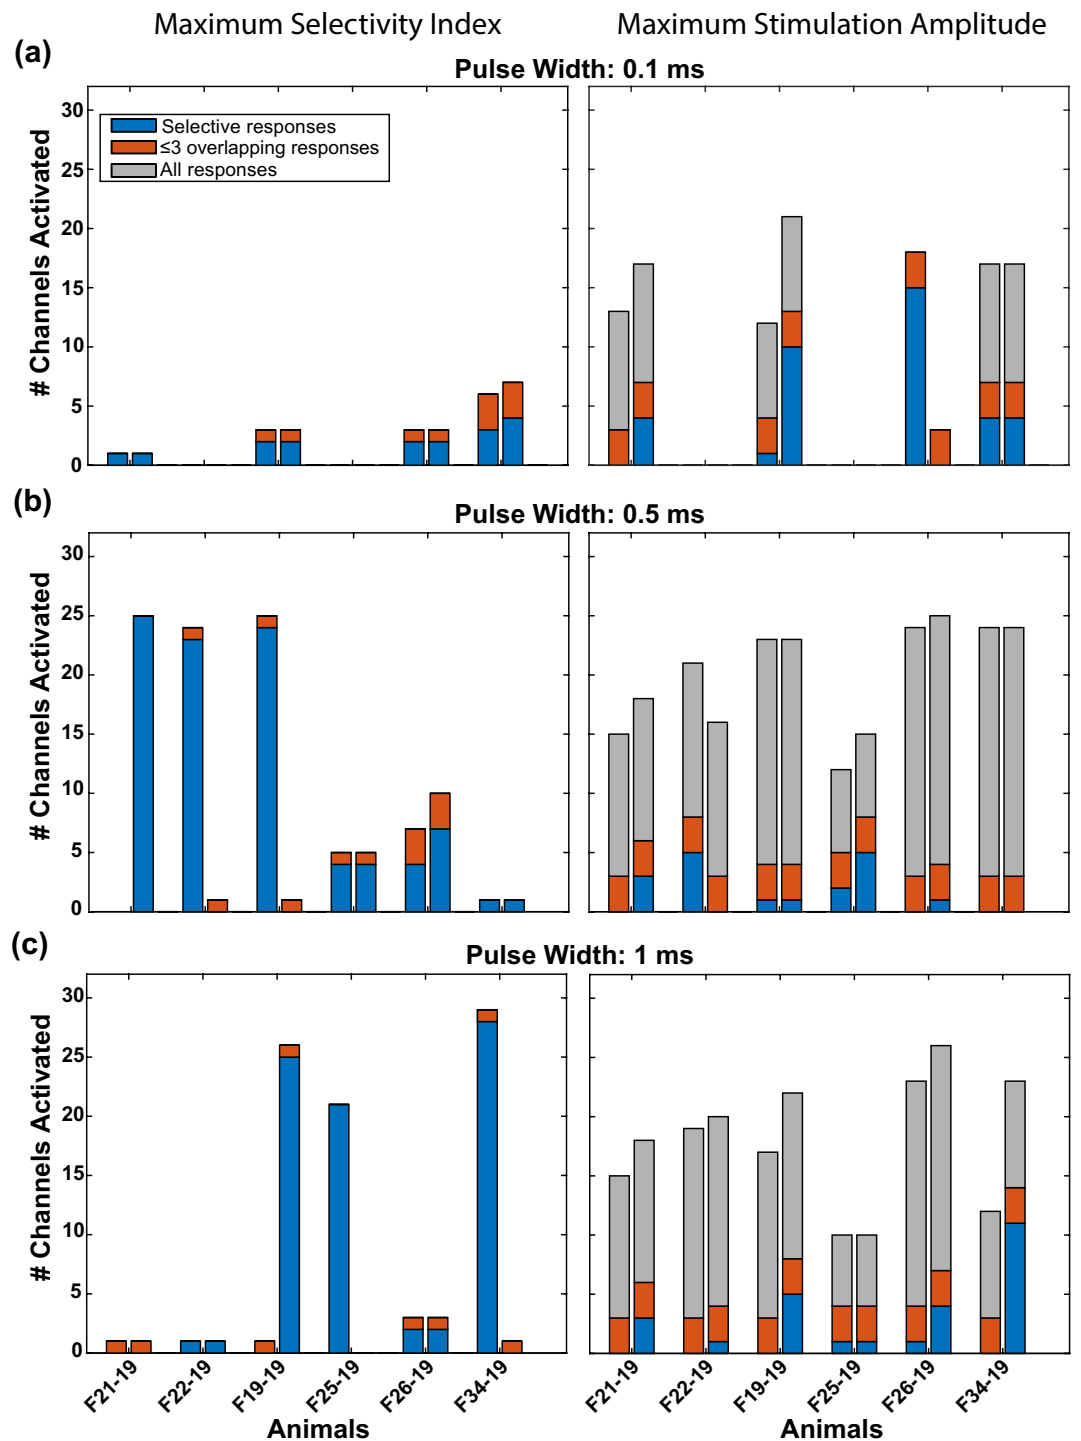 Maximum Selectivity Index
Maximum Stimulation Amplitude
(a)
Pulse Width: 0.1 ms
# Channels Activated
30
25
20
15
10
5
0
Selective responses
≤3 overlapping responses
All responses
(b)
Pulse Width: 0.5 ms
# Channels Activated
30
25
20
15
10
5
0
(c)
Pulse Width: 1 ms
# Channels Activated
30
25
20
15
10
5
0
F21-19
F22-19
F19-19
F25-19
F26-19
F34-19
Animals
F21-19
F22-19
F19-19
F25-19
F26-19
F34-19
Animals